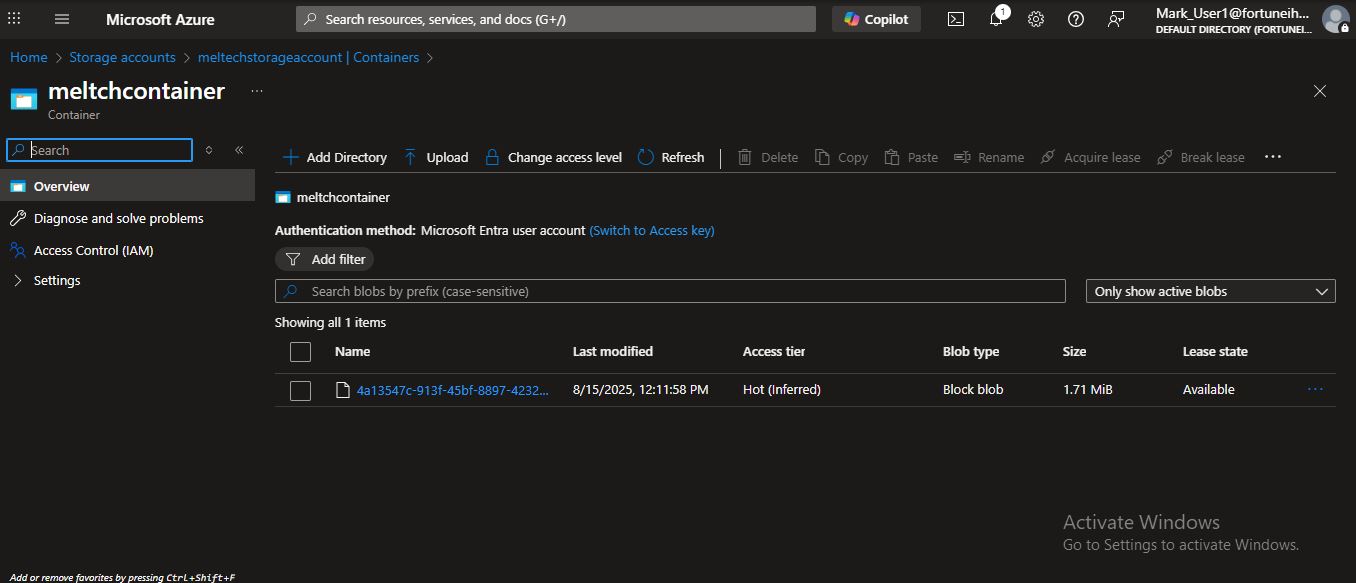 Microsoft Azure
Search resources, services, and docs (G+/)
Copilot
1
Mark_User1@fortuneih...
DEFAULT DIRECTORY (FORTUNEI...
Home > Storage accounts > meltechstorageaccount | Containers >
meltchcontainer ...
Container
Search
Add Directory Upload Change access level Refresh Delete Copy Paste Rename Acquire lease Break lease ...
Overview
Diagnose and solve problems
Access Control (IAM)
Settings
meltchcontainer
Authentication method: Microsoft Entra user account (Switch to Access key)
Add filter
Search blobs by prefix (case-sensitive)
Only show active blobs
Showing all 1 items
Name Last modified Access tier Blob type Size Lease state
4a13547c-913f-45bf-8897-4232... 8/15/2025, 12:11:58 PM Hot (Inferred) Block blob 1.71 MiB Available ...
Activate Windows
Go to Settings to activate Windows.
Add or remove favorites by pressing Ctrl+Shift+F